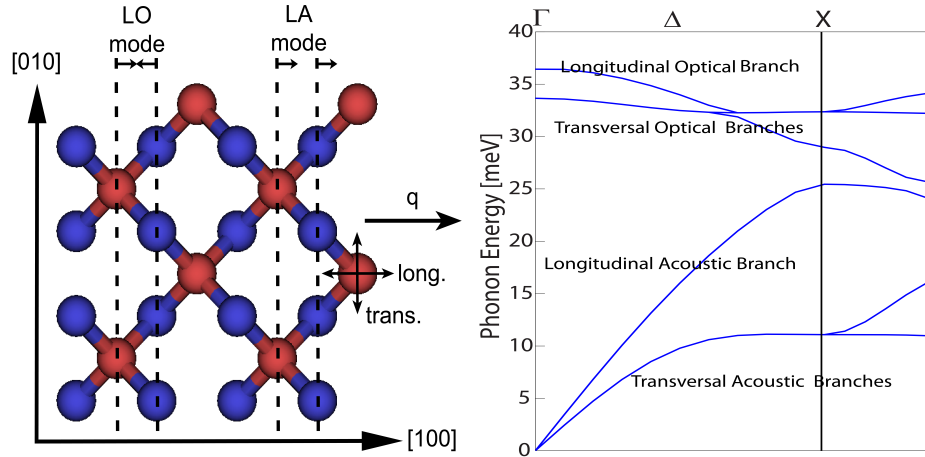 LO
mode
LA
mode
[010]
q
long.
trans.
[100]
Γ
Δ
X
40
35
30
25
20
15
10
5
0
Phonon Energy [meV]
Longitudinal Optical Branch
Transversal Optical Branches
Longitudinal Acoustic Branch
Transversal Acoustic Branches